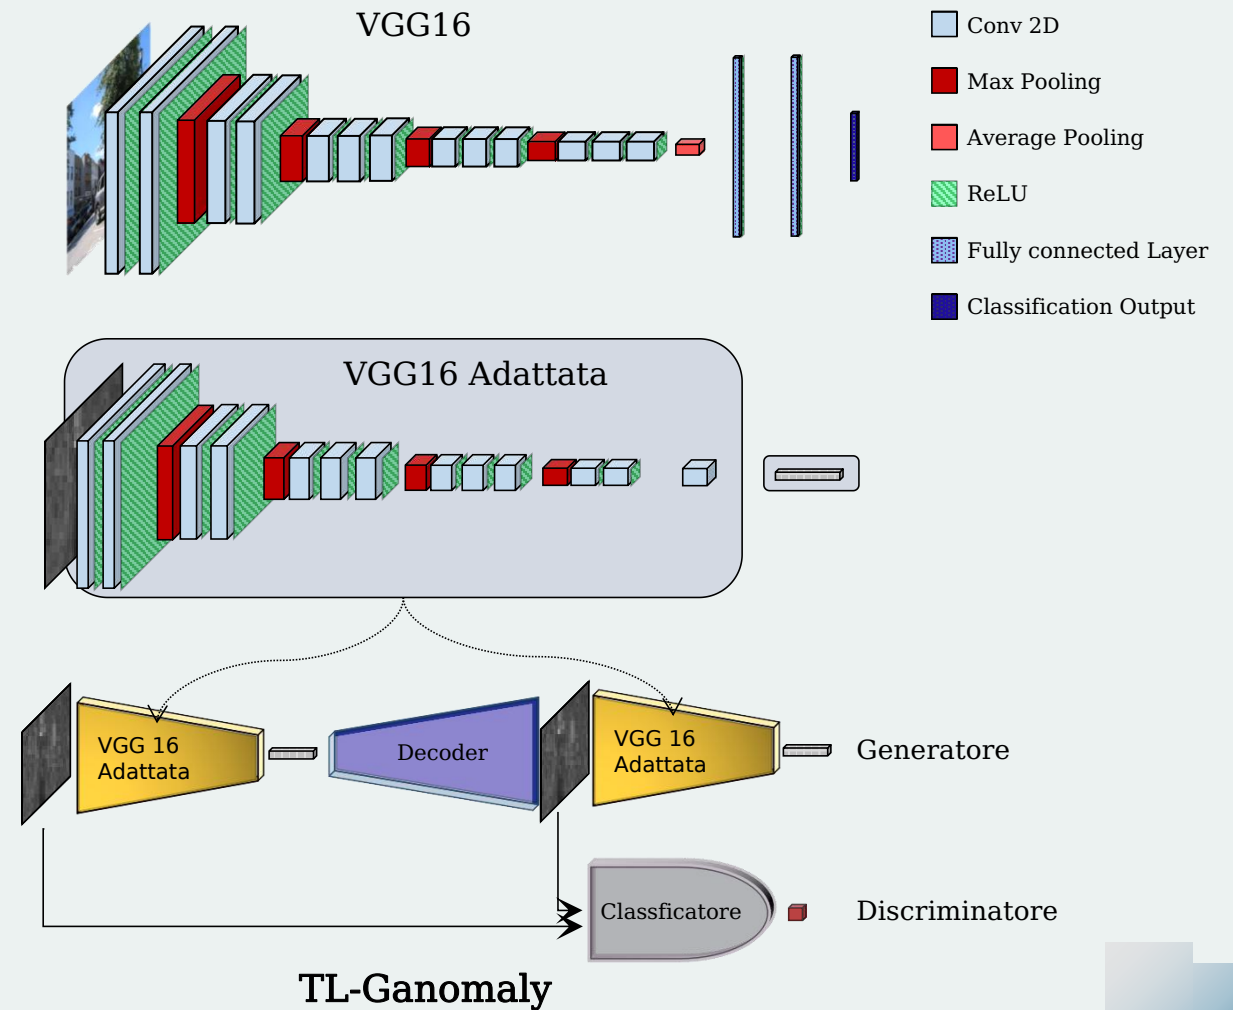 VGG16
Conv 2D
Max Pooling
Average Pooling
ReLU
Fully connected Layer
Classification Output
VGG16 Adattata
VGG 16
Adattata
Decoder
VGG 16
Adattata
Generatore
Classficatore
Discriminatore
TL-Ganomaly